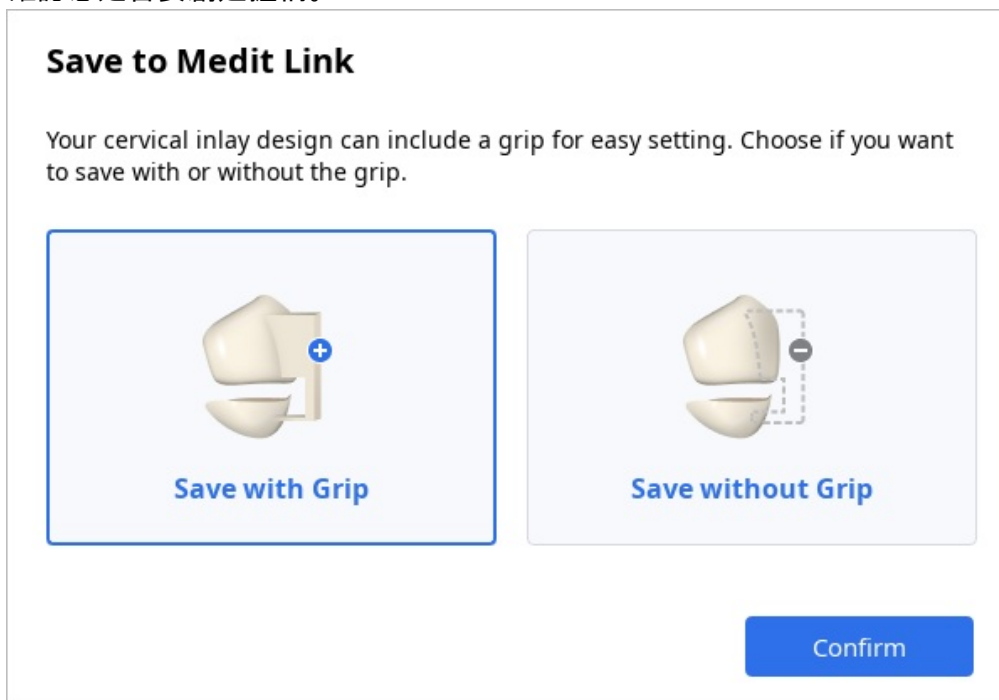 Save to Medit Link
Your cervical inlay design can include a grip for easy setting. Choose if you want
to save with or without the grip.
Save with Grip
Save without Grip
Confirm